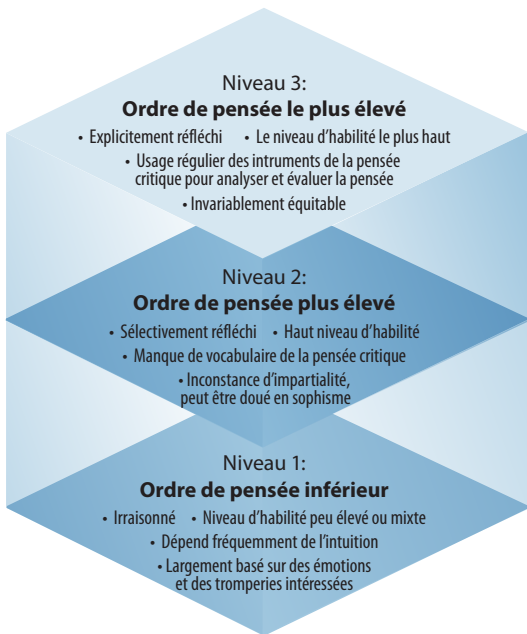 Niveau 3:
Ordre de pensée le plus élevé
• Explicitement réfléchi • Le niveau d'habilité le plus haut
• Usage régulier des intruments de la pensée
critique pour analyser et évaluer la pensée
• Invariablement équitable
Niveau 2:
Ordre de pensée plus élevé
• Sélectivement réfléchi • Haut niveau d'habilité
• Manque de vocabulaire de la pensée critique
• Inconstance d'impartialité,
peut être doué en sophisme
Niveau 1:
Ordre de pensée inférieur
• Irraisonné • Niveau d'habilité peu élevé ou mixte
• Dépend fréquemment de l'intuition
• Largement basé sur des émotions
et des tromperies intéressées